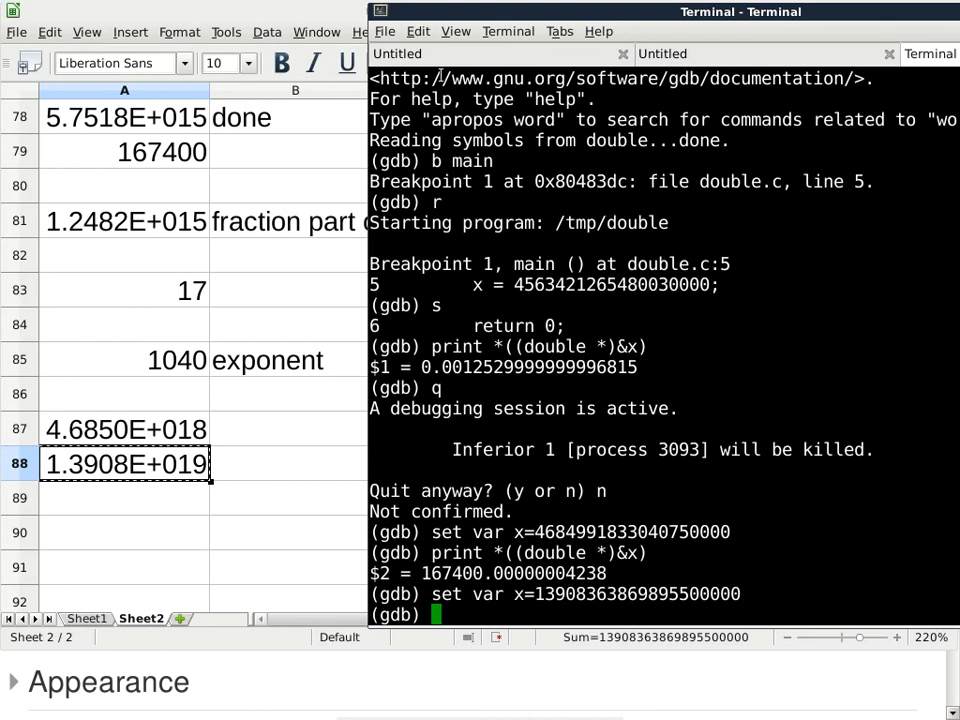 Terminal - Terminal
File Edit View Insert Format Tools Data Window He
File Edit View Terminal Tabs Help
Liberation Sans 10 B I U
Untitled Untitled Terminal
A B
78 5.7518E+015 done
79 167400
80
81 1.2482E+015 fraction part
82
83 17
84
85 1040 exponent
86
87 4.6850E+018
88 1.3908E+019
89
90
91
92
<http://www.gnu.org/software/gdb/documentation/>.
For help, type "help".
Type "apropos word" to search for commands related to "wo
Reading symbols from double...done.
(gdb) b main
Breakpoint 1 at 0x80483dc: file double.c, line 5.
(gdb) r
Starting program: /tmp/double
Breakpoint 1, main () at double.c:5
5 x = 4563421265480030000;
(gdb) s
6 return 0;
(gdb) print *((double *)&x)
$1 = 0.0012529999999996815
(gdb) q
A debugging session is active.
Inferior 1 [process 3093] will be killed.
Quit anyway? (y or n) n
Not confirmed.
(gdb) set var x=4684991833040750000
(gdb) print *((double *)&x)
$2 = 167400.00000004238
(gdb) set var x=13908363869895500000
(gdb)
Sheet1 Sheet2
Sheet 2 / 2 Default Sum=13908363869895500000 220%
Appearance